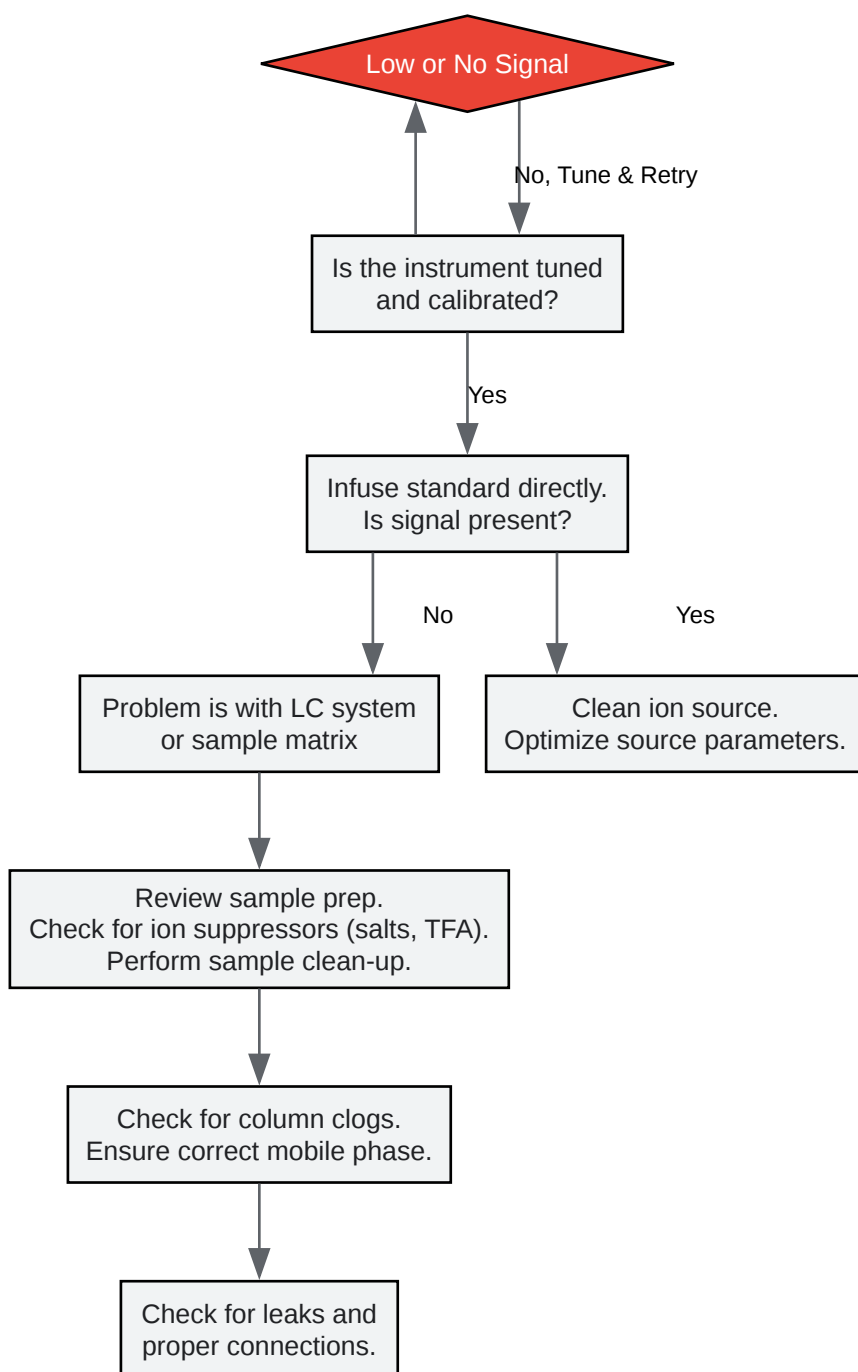 Low or No Signal
No, Tune & Retry
Is the instrument tuned
and calibrated?
Yes
Infuse standard directly.
Is signal present?
No
Yes
Problem is with LC system
or sample matrix
Clean ion source.
Optimize source parameters.
Review sample prep.
Check for ion suppressors (salts, TFA).
Perform sample clean-up.
Check for column clogs.
Ensure correct mobile phase.
Check for leaks and
proper connections.